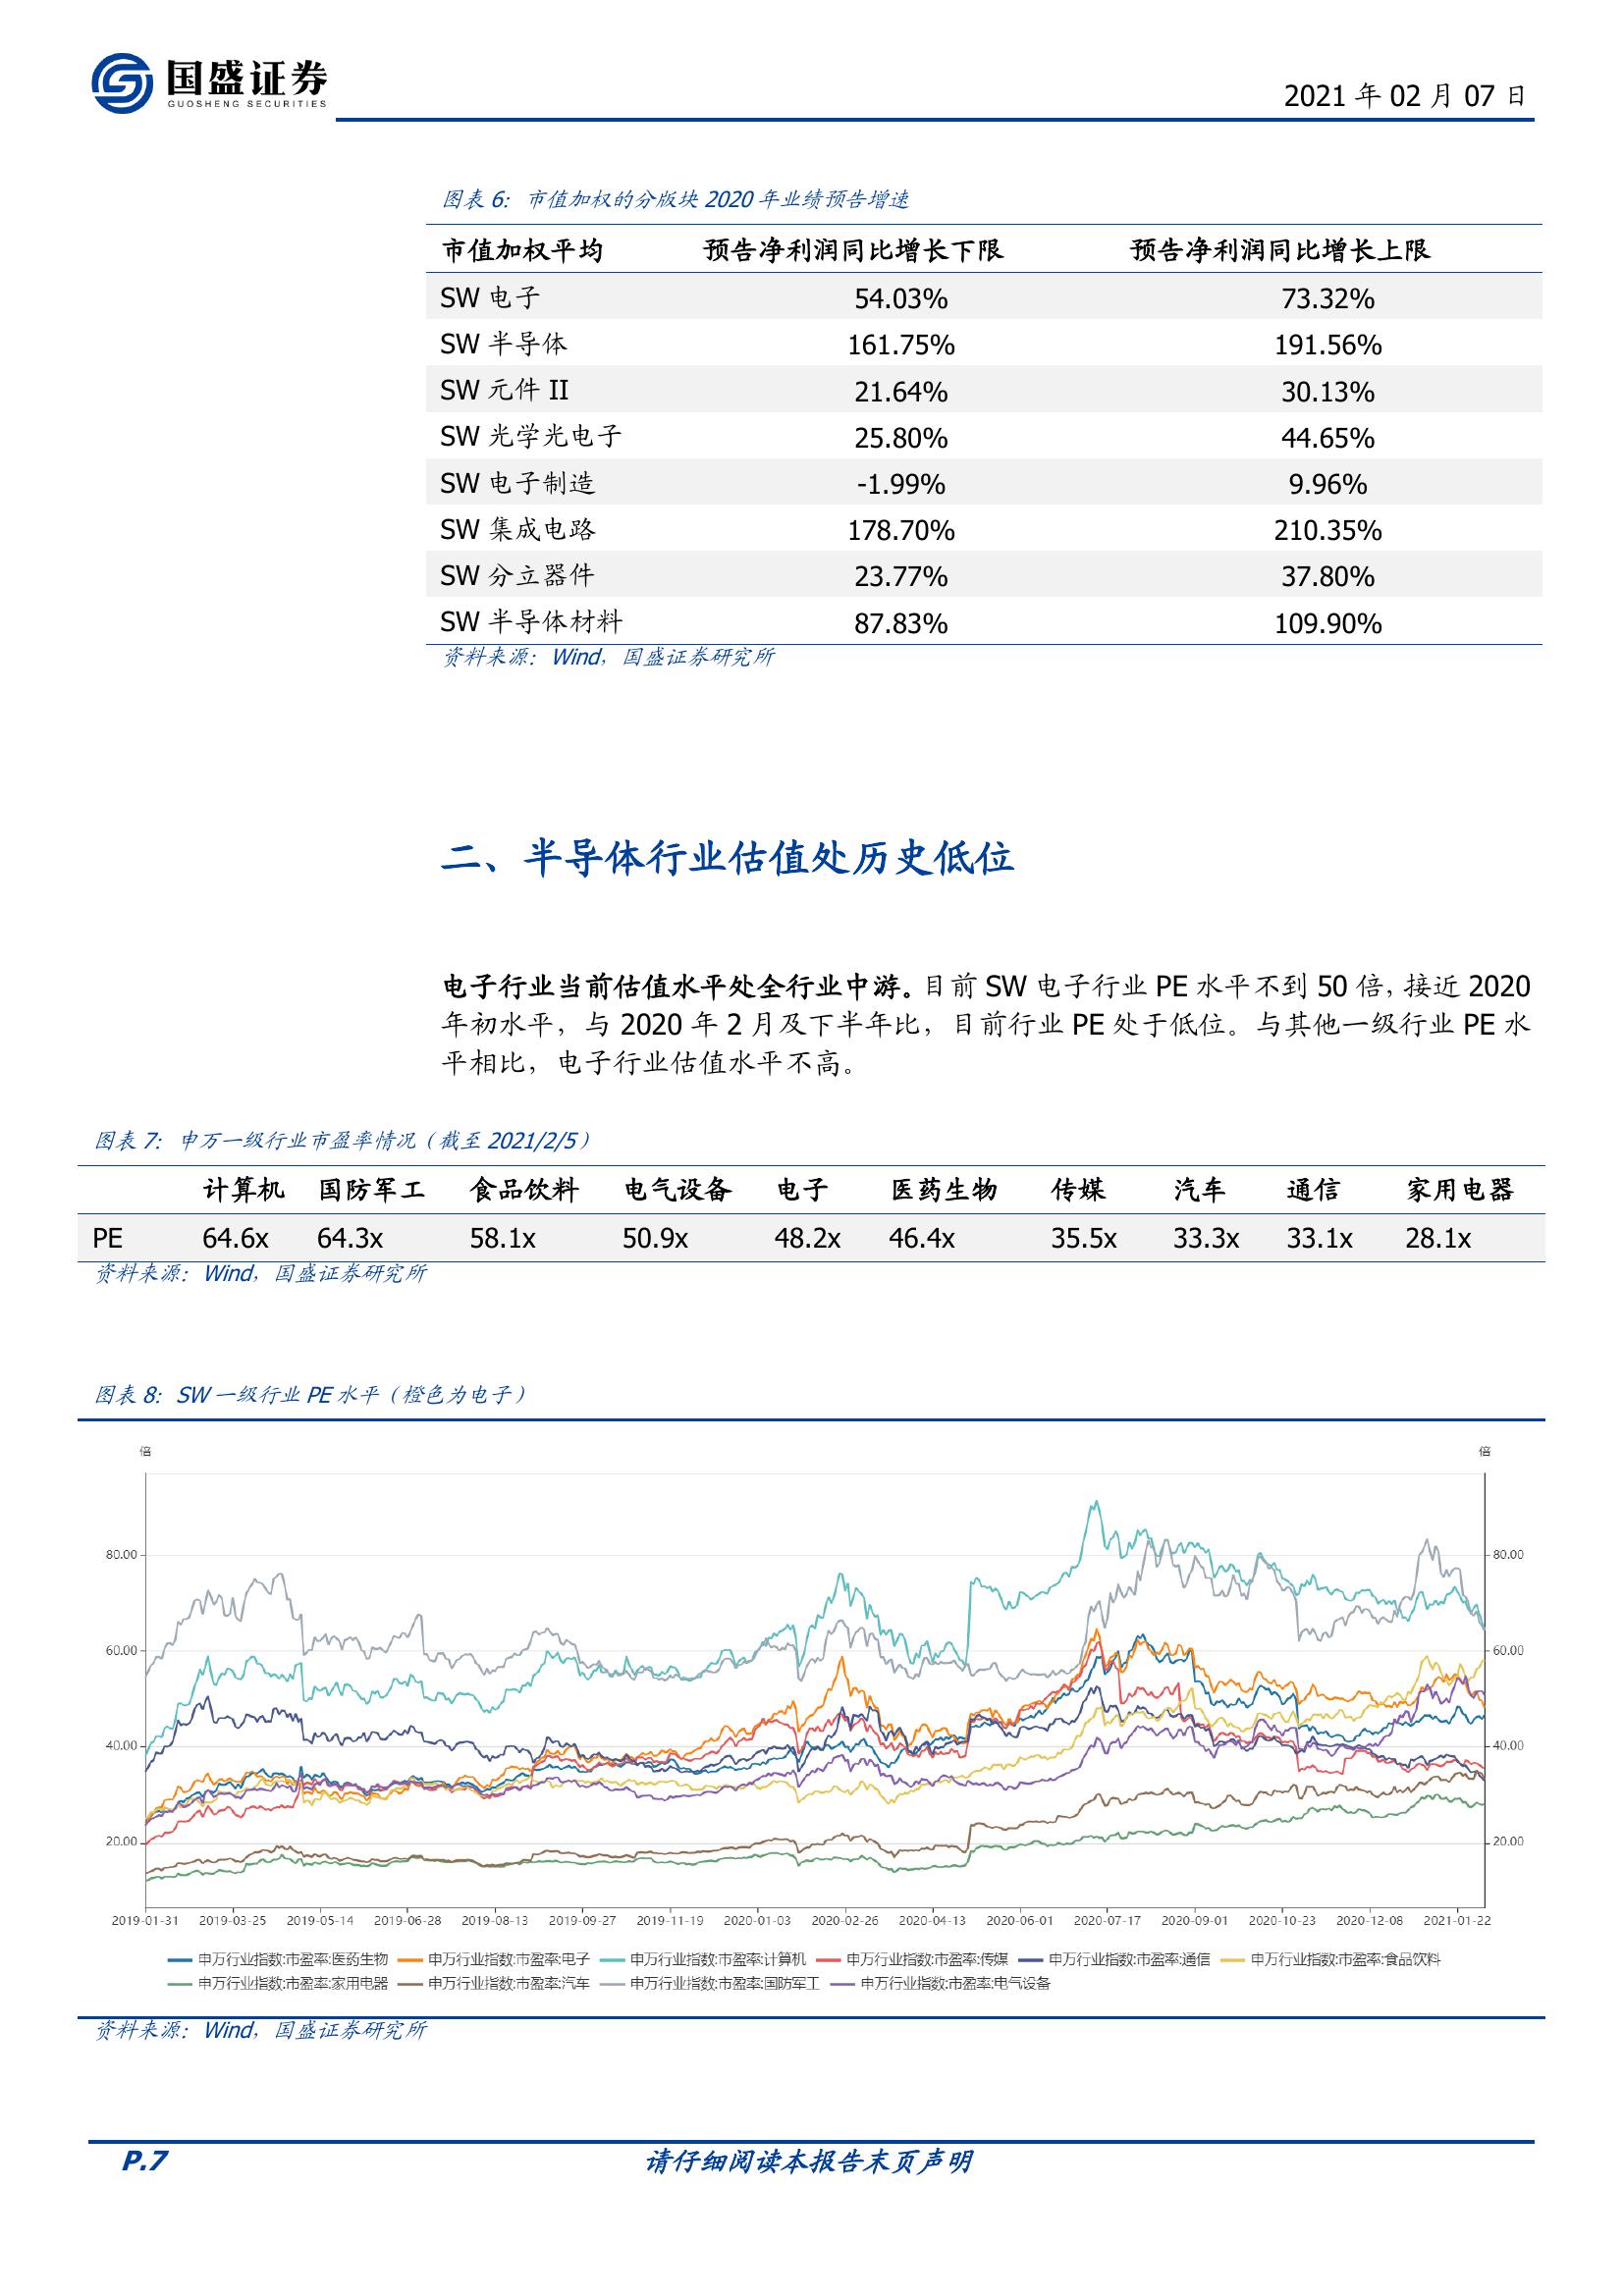 国盛证券
GUOSHENG SECURITIES
2021 年 02 月 07 日
图表 6：市值加权的分版块 2020 年业绩预告增速
市值加权平均 预告净利润同比增长下限 预告净利润同比增长上限
SW 电子 54.03% 73.32%
SW 半导体 161.75% 191.56%
SW 元件 II 21.64% 30.13%
SW 光学光电子 25.80% 44.65%
SW 电子制造 -1.99% 9.96%
SW 集成电路 178.70% 210.35%
SW 分立器件 23.77% 37.80%
SW 半导体材料 87.83% 109.90%
资料来源：Wind，国盛证券研究所
二、半导体行业估值处历史低位
电子行业当前估值水平处全行业中游。目前 SW 电子行业 PE 水平不到 50 倍，接近 2020
年初水平，与 2020 年 2 月及下半年比，目前行业 PE 处于低位。与其他一级行业 PE 水
平相比，电子行业估值水平不高。
图表 7：申万一级行业市盈率情况（截至 2021/2/5）
计算机 国防军工 食品饮料 电气设备 电子 医药生物 传媒 汽车 通信 家用电器
PE 64.6x 64.3x 58.1x 50.9x 48.2x 46.4x 35.5x 33.3x 33.1x 28.1x
资料来源：Wind，国盛证券研究所
图表 8：SW 一级行业 PE 水平（橙色为电子）
倍 倍
80.00 80.00
60.00 60.00
40.00 40.00
20.00 20.00
2019-01-31 2019-03-25 2019-05-14 2019-06-28 2019-08-13 2019-09-27 2019-11-19 2020-01-03 2020-02-26 2020-04-13 2020-06-01 2020-07-17 2020-09-01 2020-10-23 2020-12-08 2021-01-22
申万行业指数:市盈率:医药生物 申万行业指数:市盈率:电子 申万行业指数:市盈率:计算机 申万行业指数:市盈率:传媒 申万行业指数:市盈率:通信 申万行业指数:市盈率:食品饮料
申万行业指数:市盈率:家用电器 申万行业指数:市盈率:汽车 申万行业指数:市盈率:国防军工 申万行业指数:市盈率:电气设备
资料来源：Wind，国盛证券研究所
P.7 请仔细阅读本报告末页声明